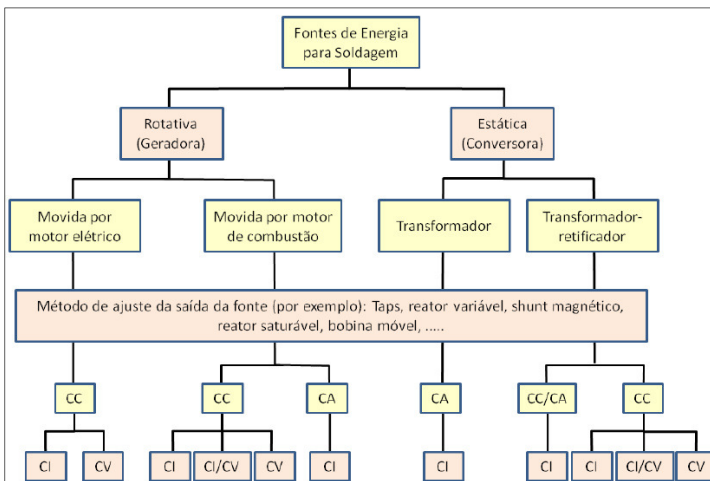 Fontes de Energia
para Soldagem
Rotativa
(Geradora)
Estática
(Conversora)
Movida por
motor elétrico
Movida por motor
de combustão
Transformador
Transformador-
retificador
Método de ajuste da saída da fonte (por exemplo): Taps, reator variável, shunt magnético,
reator saturável, bobina móvel, .....
CC
CC
CA
CA
CC/CA
CC
CI
CV
CI
CI/CV
CV
CI
CI
CI
CI
CI/CV
CV